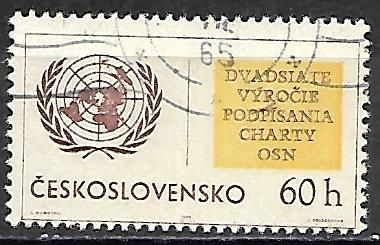 65
DVADSIATE
VÝROČIE
PODPÍSANIA
CHARTY
OSN
ČESKOSLOVENSKO
60 h